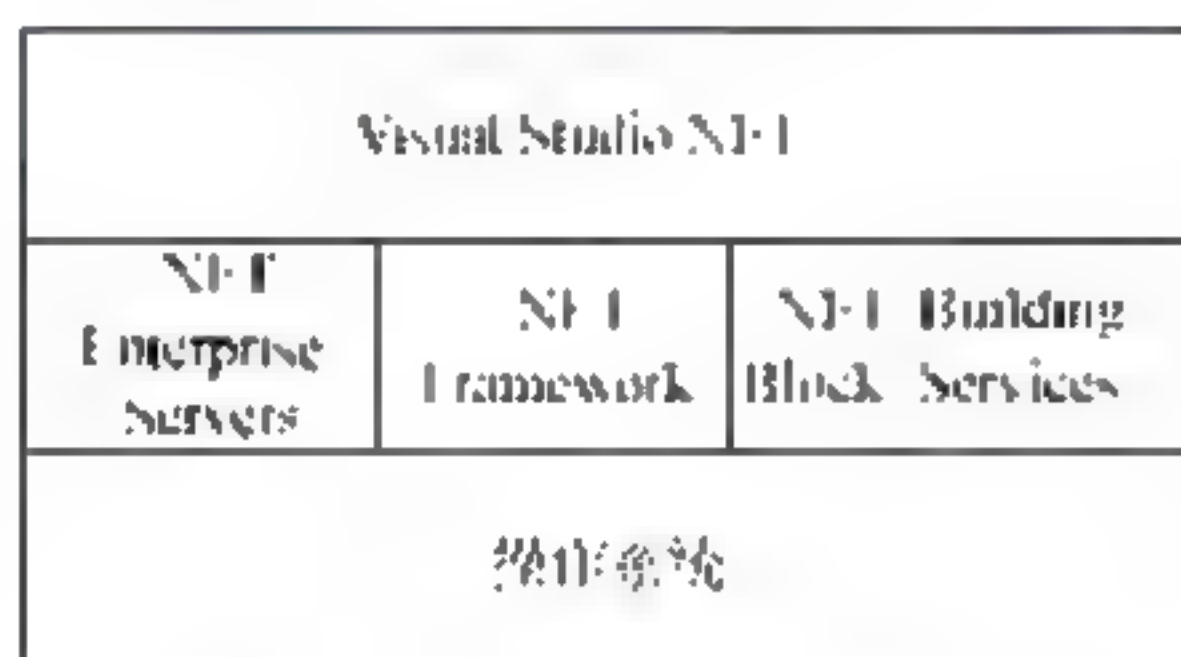 Visual Studio .NET
.NET
Enterprise
Servers
.NET
Framework
.NET Building
Block Services
操作系统